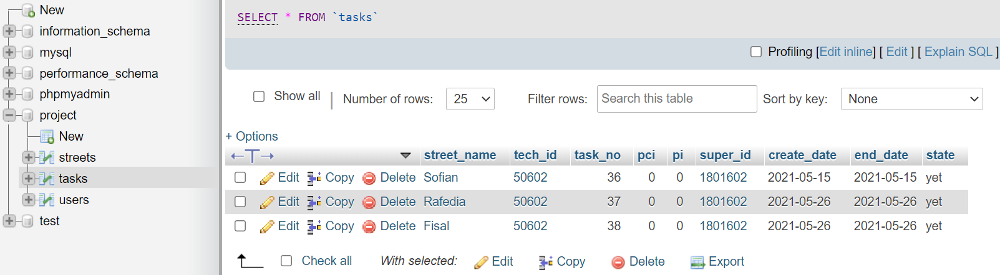 New
information_schema
mysql
performance_schema
phpmyadmin
project
New
streets
tasks
users
test
SELECT * FROM `tasks`
Profiling [Edit inline] [ Edit ] [ Explain SQL ]
Show all | Number of rows: 25 Filter rows: Search this table Sort by key: None
+ Options
street_name tech_id task_no pci pi super_id create_date end_date state
Edit Copy Delete Sofian 50602 36 0 0 1801602 2021-05-15 2021-05-15 yet
Edit Copy Delete Rafedia 50602 37 0 0 1801602 2021-05-26 2021-05-26 yet
Edit Copy Delete Fisal 50602 38 0 0 1801602 2021-05-26 2021-05-26 yet
Check all With selected: Edit Copy Delete Export